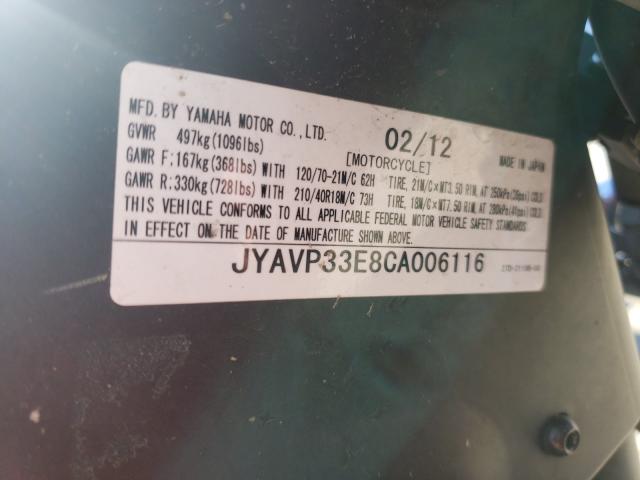 MFD. BY YAMAHA MOTOR CO., LTD. 02/12 MADE IN JAPAN
GVWR 497kg(1096lbs) [MOTORCYCLE]
GAWR F:167kg(368lbs) WITH 120/70-21M/C 62H TIRE, 21M/C×MT3.50 RIM, AT 250kPa(36psi) COLD
GAWR R:330kg(728lbs) WITH 210/40R18M/C 73H TIRE, 18M/C×MT7.50 RIM, AT 280kPa(41psi) COLD
THIS VEHICLE CONFORMS TO ALL APPLICABLE FEDERAL MOTOR VEHICLE SAFETY STANDARDS
IN EFFECT ON THE DATE OF MANUFACTURE SHOWN ABOVE.
JYAVP33E8CA006116